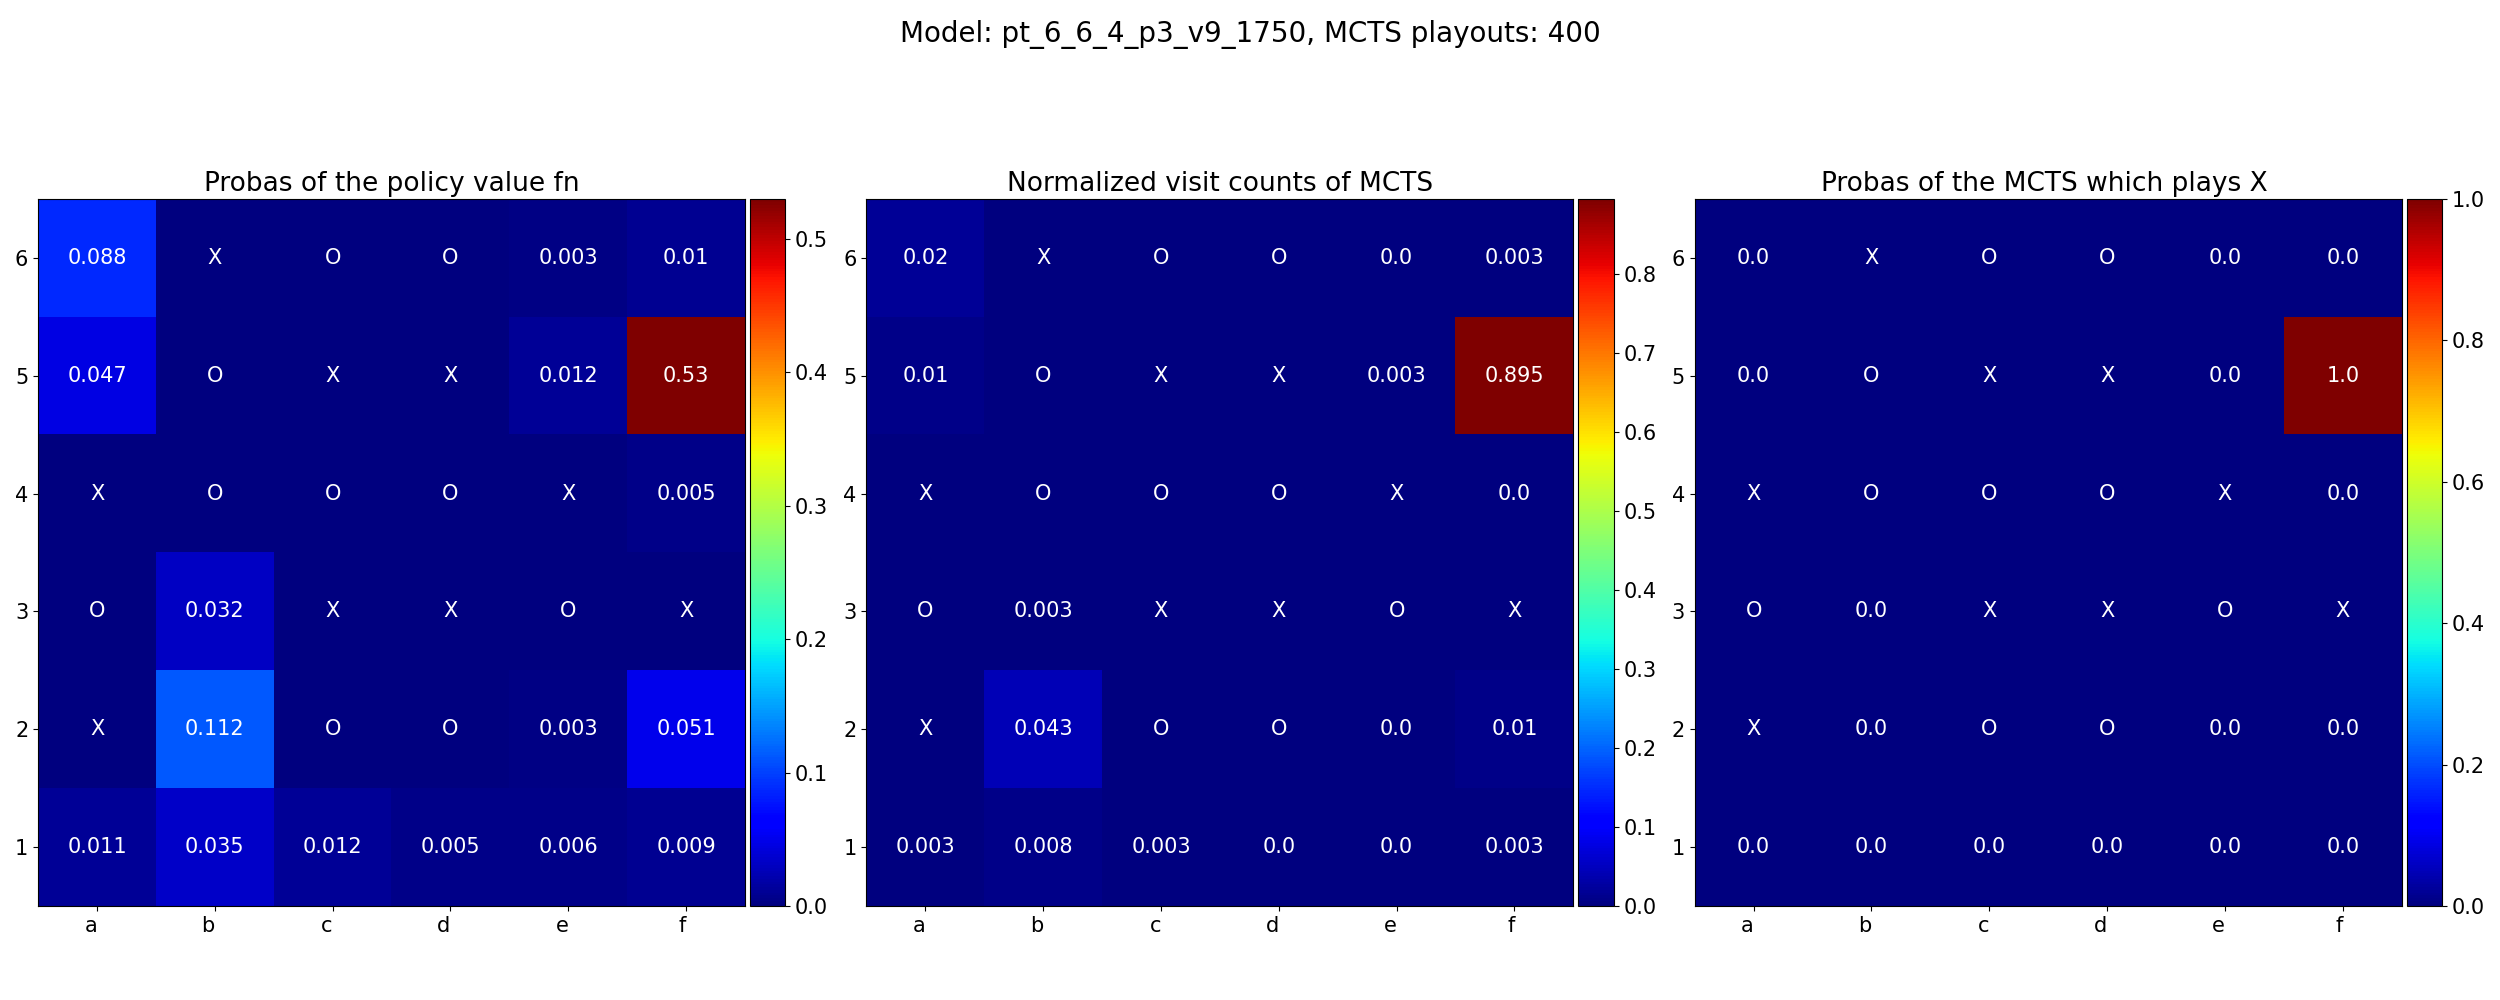 Model: pt_6_6_4_p3_v9_1750, MCTS playouts: 400
Probas of the policy value fn
6 0.088 X O O 0.003 0.01
5 0.047 O X X 0.012 0.53
4 X O O O X 0.005
3 O 0.032 X X O X
2 X 0.112 O O 0.003 0.051
1 0.011 0.035 0.012 0.005 0.006 0.009
a b c d e f
0.5
0.4
0.3
0.2
0.1
0.0
Normalized visit counts of MCTS
6 0.02 X O O 0.0 0.003
5 0.01 O X X 0.003 0.895
4 X O O O X 0.0
3 O 0.003 X X O X
2 X 0.043 O O 0.0 0.01
1 0.003 0.008 0.003 0.0 0.0 0.003
a b c d e f
0.8
0.7
0.6
0.5
0.4
0.3
0.2
0.1
0.0
Probas of the MCTS which plays X
6 0.0 X O O 0.0 0.0
5 0.0 O X X 0.0 1.0
4 X O O O X 0.0
3 O 0.0 X X O X
2 X 0.0 O O 0.0 0.0
1 0.0 0.0 0.0 0.0 0.0 0.0
a b c d e f
1.0
0.8
0.6
0.4
0.2
0.0